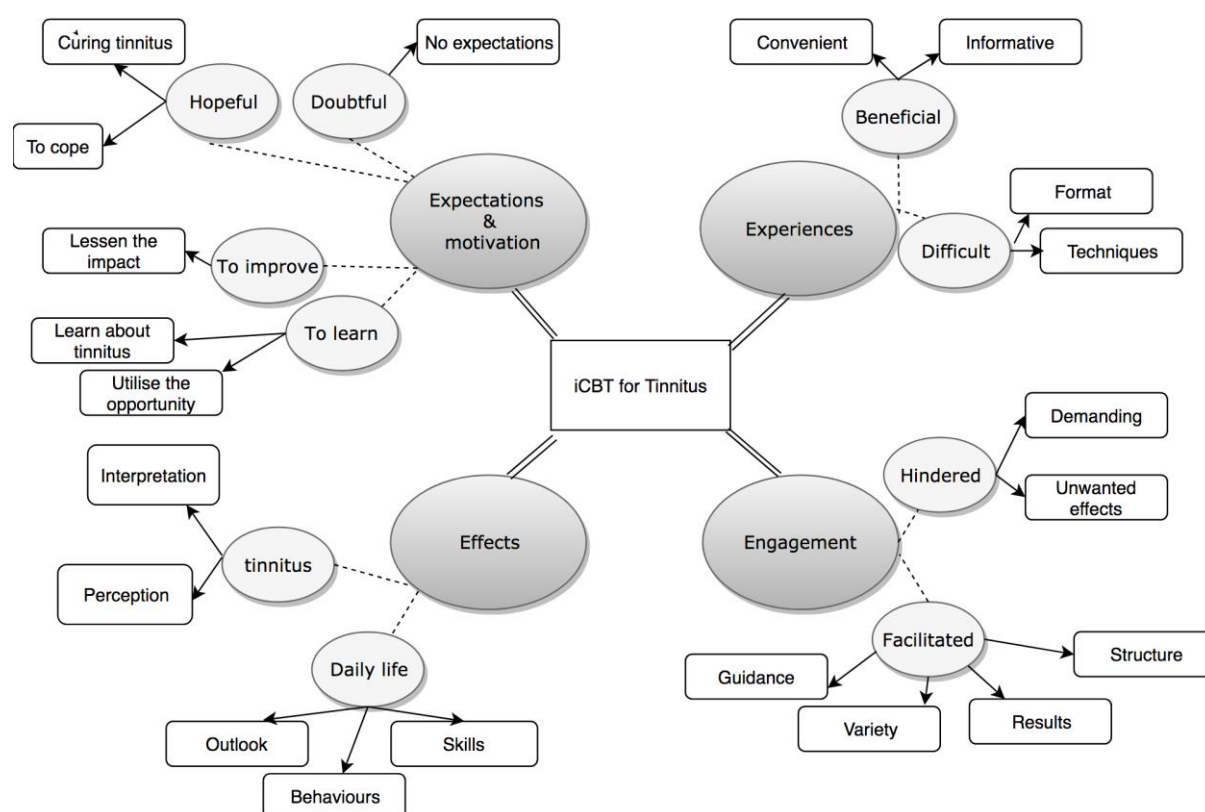 Curing tinnitus
No expectations
Hopeful
Doubtful
To cope
Expectations
&
motivation
Lessen the
impact
To improve
Learn about
tinnitus
To learn
Utilise the
opportunity
Convenient
Informative
Beneficial
Experiences
Format
Difficult
Techniques
iCBT for Tinnitus
Interpretation
tinnitus
Perception
Effects
Daily life
Outlook
Skills
Behaviours
Engagement
Hindered
Demanding
Unwanted
effects
Facilitated
Guidance
Variety
Results
Structure